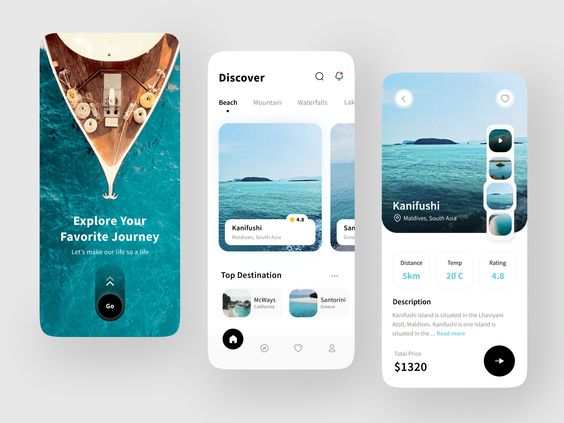 Explore Your
Favorite Journey
Let's make our life so a life
Go
Discover
Beach Mountain Waterfalls Lak
4.8
Kanifushi
Maldives, South Asia
San
Gree
Top Destination
...
McWays
California
Santorini
Greece
Kanifushi
Maldives, South Asia
Distance
5km
Temp
20 C
Rating
4.8
Description
Kanifushi Island is situated in the Lhaviyani
Atoll, Maldives. Kanifushi is one Island is
situated in the ... Read more
Total Price
$1320